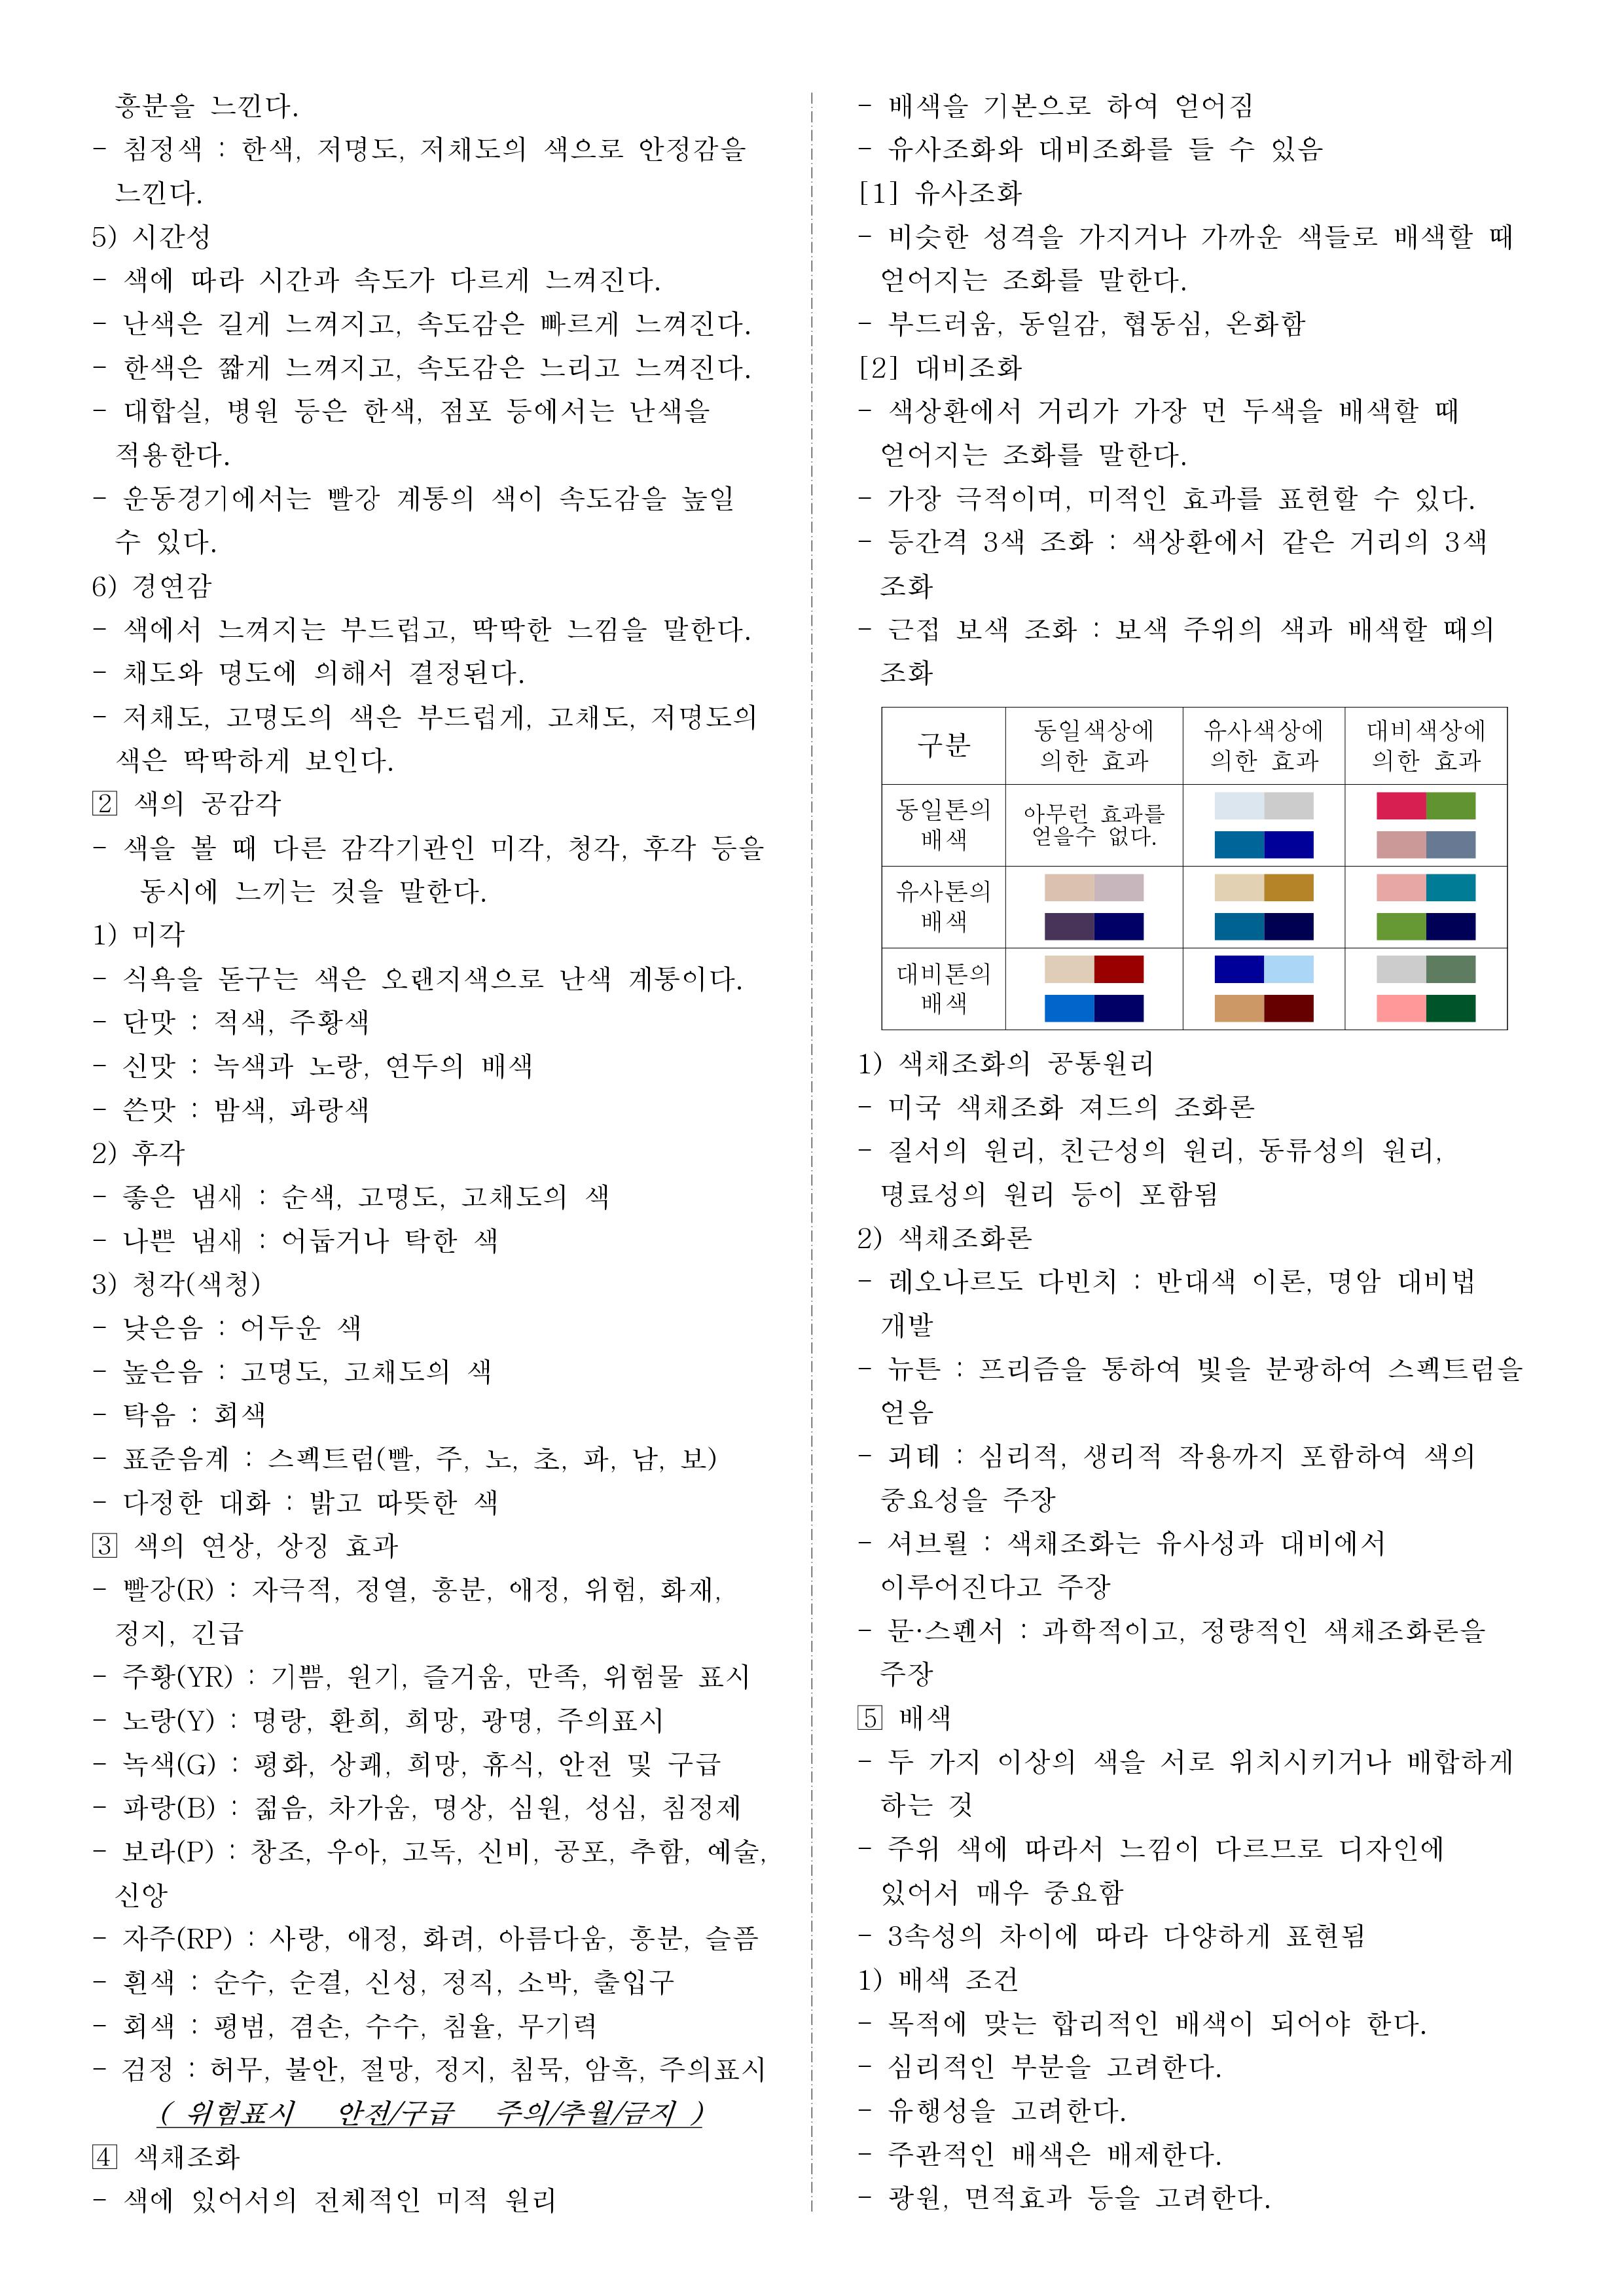 흥분을 느낀다.
- 침정색 : 한색, 저명도, 저채도의 색으로 안정감을
느낀다.
5) 시간성
- 색에 따라 시간과 속도가 다르게 느껴진다.
- 난색은 길게 느껴지고, 속도감은 빠르게 느껴진다.
- 한색은 짧게 느껴지고, 속도감은 느리고 느껴진다.
- 대합실, 병원 등은 한색, 점포 등에서는 난색을
적용한다.
- 운동경기에서는 빨강 계통의 색이 속도감을 높일
수 있다.
6) 경연감
- 색에서 느껴지는 부드럽고, 딱딱한 느낌을 말한다.
- 채도와 명도에 의해서 결정된다.
- 저채도, 고명도의 색은 부드럽게, 고채도, 저명도의
색은 딱딱하게 보인다.
2 색의 공감각
- 색을 볼 때 다른 감각기관인 미각, 청각, 후각 등을
동시에 느끼는 것을 말한다.
1) 미각
- 식욕을 돋구는 색은 오랜지색으로 난색 계통이다.
- 단맛 : 적색, 주황색
- 신맛 : 녹색과 노랑, 연두의 배색
- 쓴맛 : 밤색, 파랑색
2) 후각
- 좋은 냄새 : 순색, 고명도, 고채도의 색
- 나쁜 냄새 : 어둡거나 탁한 색
3) 청각(색청)
- 낮은음 : 어두운 색
- 높은음 : 고명도, 고채도의 색
- 탁음 : 회색
- 표준음계 : 스펙트럼(빨, 주, 노, 초, 파, 남, 보)
- 다정한 대화 : 밝고 따뜻한 색
3 색의 연상, 상징 효과
- 빨강(R) : 자극적, 정열, 흥분, 애정, 위험, 화재,
정지, 긴급
- 주황(YR) : 기쁨, 원기, 즐거움, 만족, 위험물 표시
- 노랑(Y) : 명랑, 환희, 희망, 광명, 주의표시
- 녹색(G) : 평화, 상쾌, 희망, 휴식, 안전 및 구급
- 파랑(B) : 젊음, 차가움, 명상, 심원, 성심, 침정제
- 보라(P) : 창조, 우아, 고독, 신비, 공포, 추함, 예술,
신앙
- 자주(RP) : 사랑, 애정, 화려, 아름다움, 흥분, 슬픔
- 흰색 : 순수, 순결, 신성, 정직, 소박, 출입구
- 회색 : 평범, 겸손, 수수, 침율, 무기력
- 검정 : 허무, 불안, 절망, 정지, 침묵, 암흑, 주의표시
( 위험표시 안전/구급 주의/추월/금지 )
4 색채조화
- 색에 있어서의 전체적인 미적 원리
- 배색을 기본으로 하여 얻어짐
- 유사조화와 대비조화를 들 수 있음
[1] 유사조화
- 비슷한 성격을 가지거나 가까운 색들로 배색할 때
얻어지는 조화를 말한다.
- 부드러움, 동일감, 협동심, 온화함
[2] 대비조화
- 색상환에서 거리가 가장 먼 두색을 배색할 때
얻어지는 조화를 말한다.
- 가장 극적이며, 미적인 효과를 표현할 수 있다.
- 등간격 3색 조화 : 색상환에서 같은 거리의 3색
조화
- 근접 보색 조화 : 보색 주위의 색과 배색할 때의
조화
구분
동일색상에
의한 효과
유사색상에
의한 효과
대비색상에
의한 효과
동일톤의
배색
아무런 효과를
얻을수 없다.
유사톤의
배색
대비톤의
배색
1) 색채조화의 공통원리
- 미국 색채조화 져드의 조화론
- 질서의 원리, 친근성의 원리, 동류성의 원리,
명료성의 원리 등이 포함됨
2) 색채조화론
- 레오나르도 다빈치 : 반대색 이론, 명암 대비법
개발
- 뉴튼 : 프리즘을 통하여 빛을 분광하여 스펙트럼을
얻음
- 괴테 : 심리적, 생리적 작용까지 포함하여 색의
중요성을 주장
- 셔브뢸 : 색채조화는 유사성과 대비에서
이루어진다고 주장
- 문·스펜서 : 과학적이고, 정량적인 색채조화론을
주장
5 배색
- 두 가지 이상의 색을 서로 위치시키거나 배합하게
하는 것
- 주위 색에 따라서 느낌이 다르므로 디자인에
있어서 매우 중요함
- 3속성의 차이에 따라 다양하게 표현됨
1) 배색 조건
- 목적에 맞는 합리적인 배색이 되어야 한다.
- 심리적인 부분을 고려한다.
- 유행성을 고려한다.
- 주관적인 배색은 배제한다.
- 광원, 면적효과 등을 고려한다.